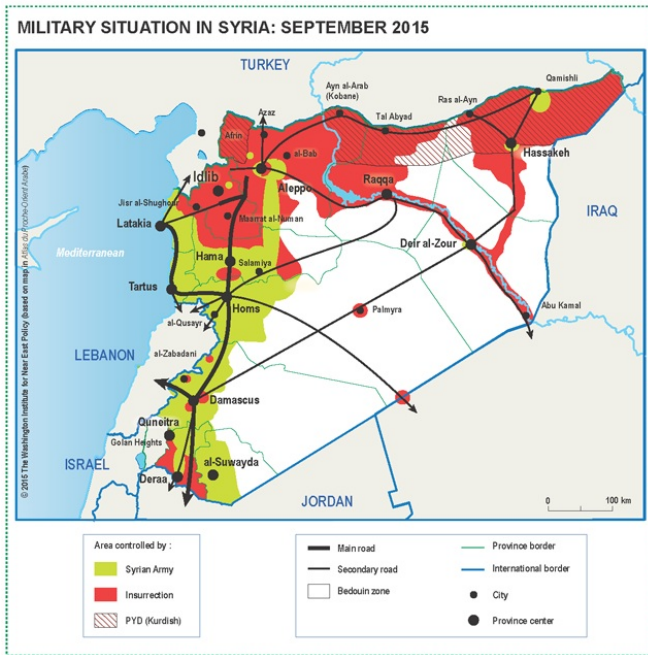 MILITARY SITUATION IN SYRIA: SEPTEMBER 2015
TURKEY
Ayn al-Arab
(Kobane)
Tal Abyad
Ras al-Ayn
Qamishli
Azaz
Afrin
al-Bab
Hassakeh
Idlib
Aleppo
Raqqa
Jisr al-Shughour
Maarrat al-Numan
Latakia
IRAQ
Mediterranean
Hama
Salamiya
Deir al-Zour
Tartus
Homs
Palmyra
Abu Kamal
al-Qusayr
LEBANON
al-Zabadani
Damascus
Quneitra
Golan Heights
ISRAEL
al-Suwayda
Deraa
JORDAN
0 100 km
© 2015 The Washington Institute for Near East Policy (based on map in Atlas du Proche-Orient Arabe)
Area controlled by :
Syrian Army
Insurrection
PYD (Kurdish)
Main road
Secondary road
Bedouin zone
Province border
International border
City
Province center